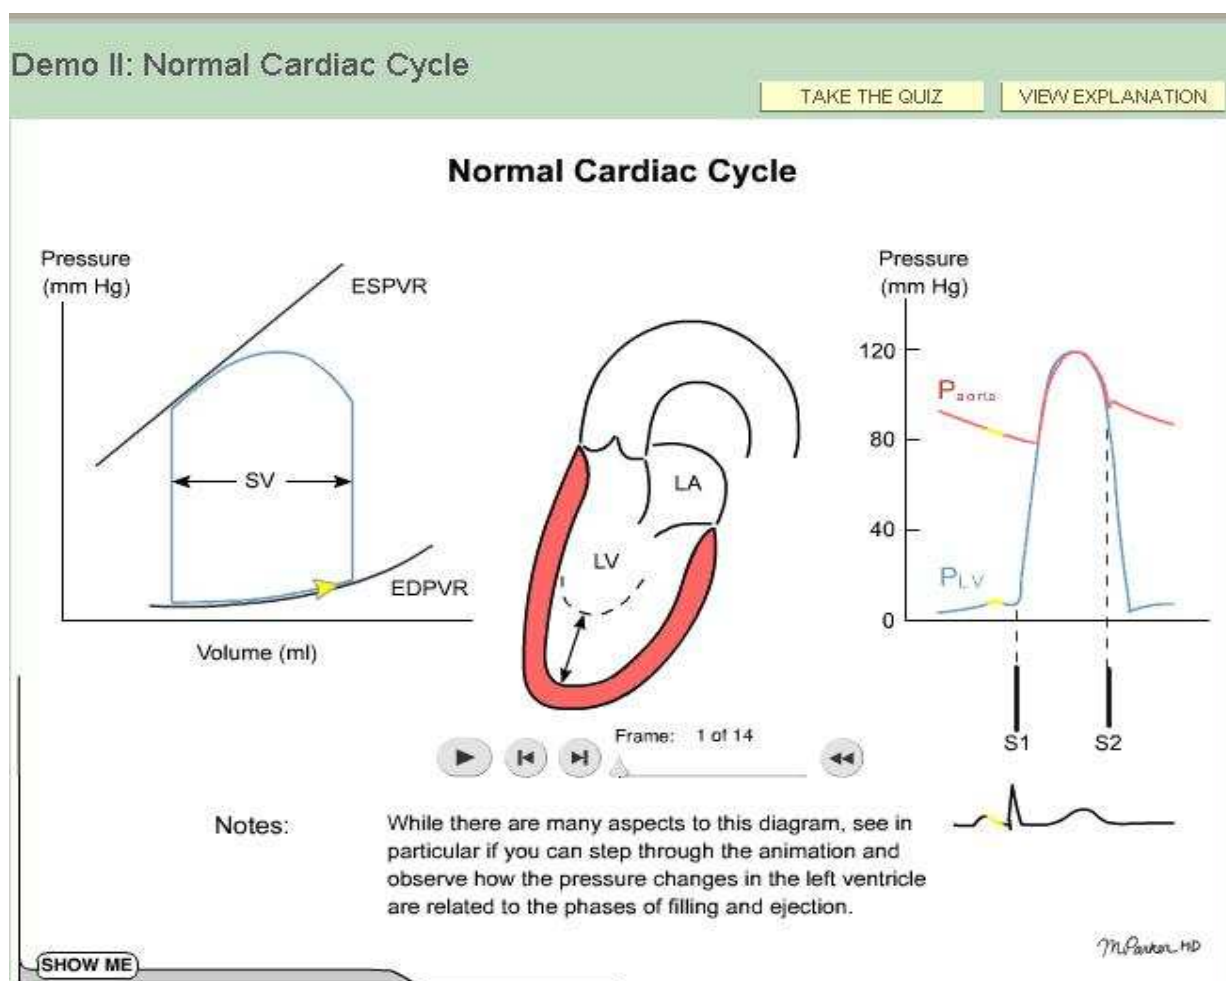 Demo II: Normal Cardiac Cycle
TAKE THE QUIZ
VIEW EXPLANATION
Normal Cardiac Cycle
Pressure
(mm Hg)
ESPVR
SV
EDPVR
Volume (ml)
LA
LV
Pressure
(mm Hg)
120
80
40
0
Paorta
PLV
S1
S2
Frame: 1 of 14
Notes:
While there are many aspects to this diagram, see in
particular if you can step through the animation and
observe how the pressure changes in the left ventricle
are related to the phases of filling and ejection.
MParker MD
SHOW ME